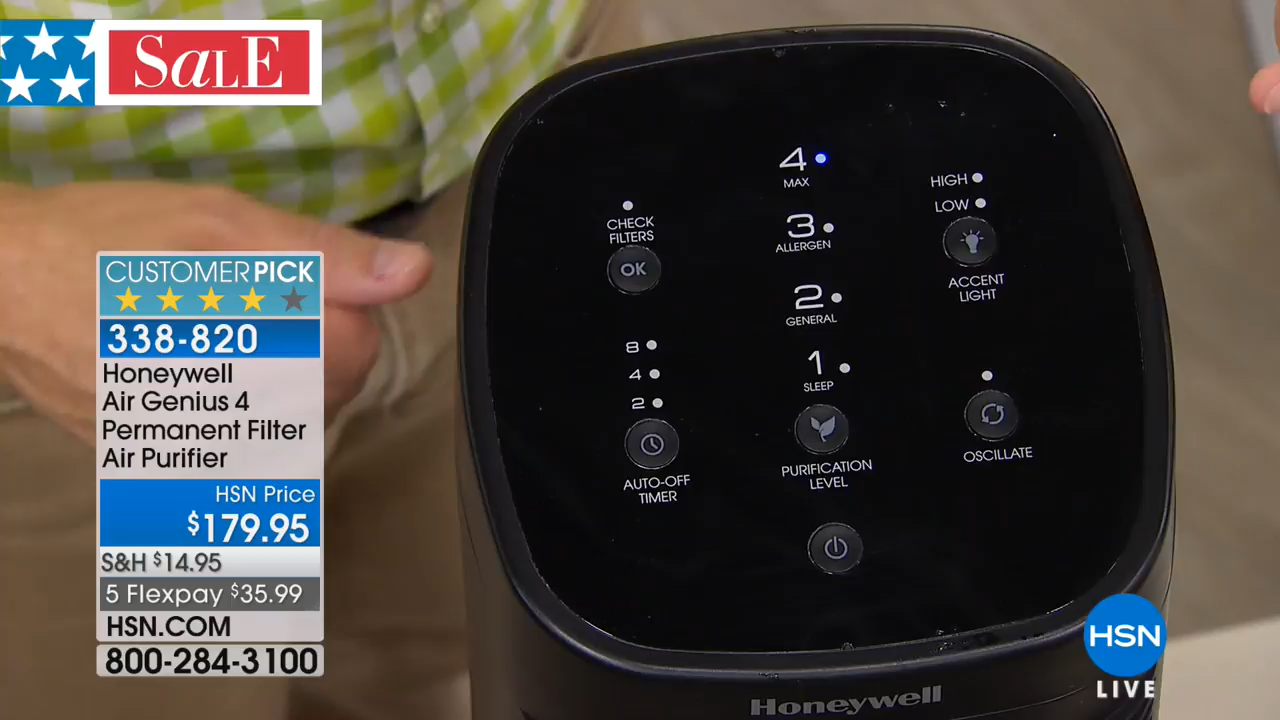 SALE
CUSTOMERPICK
338-820
Honeywell
Air Genius 4
Permanent Filter
Air Purifier
HSN Price
$179.95
S&H $14.95
5 Flexpay $35.99
HSN.COM
800-284-3100
CHECK
FILTERS
OK
8
4
2
AUTO-OFF
TIMER
4
MAX
3
ALLERGEN
2
GENERAL
1
SLEEP
PURIFICATION
LEVEL
HIGH
LOW
ACCENT
LIGHT
OSCILLATE
Honeywell
HSN
LIVE